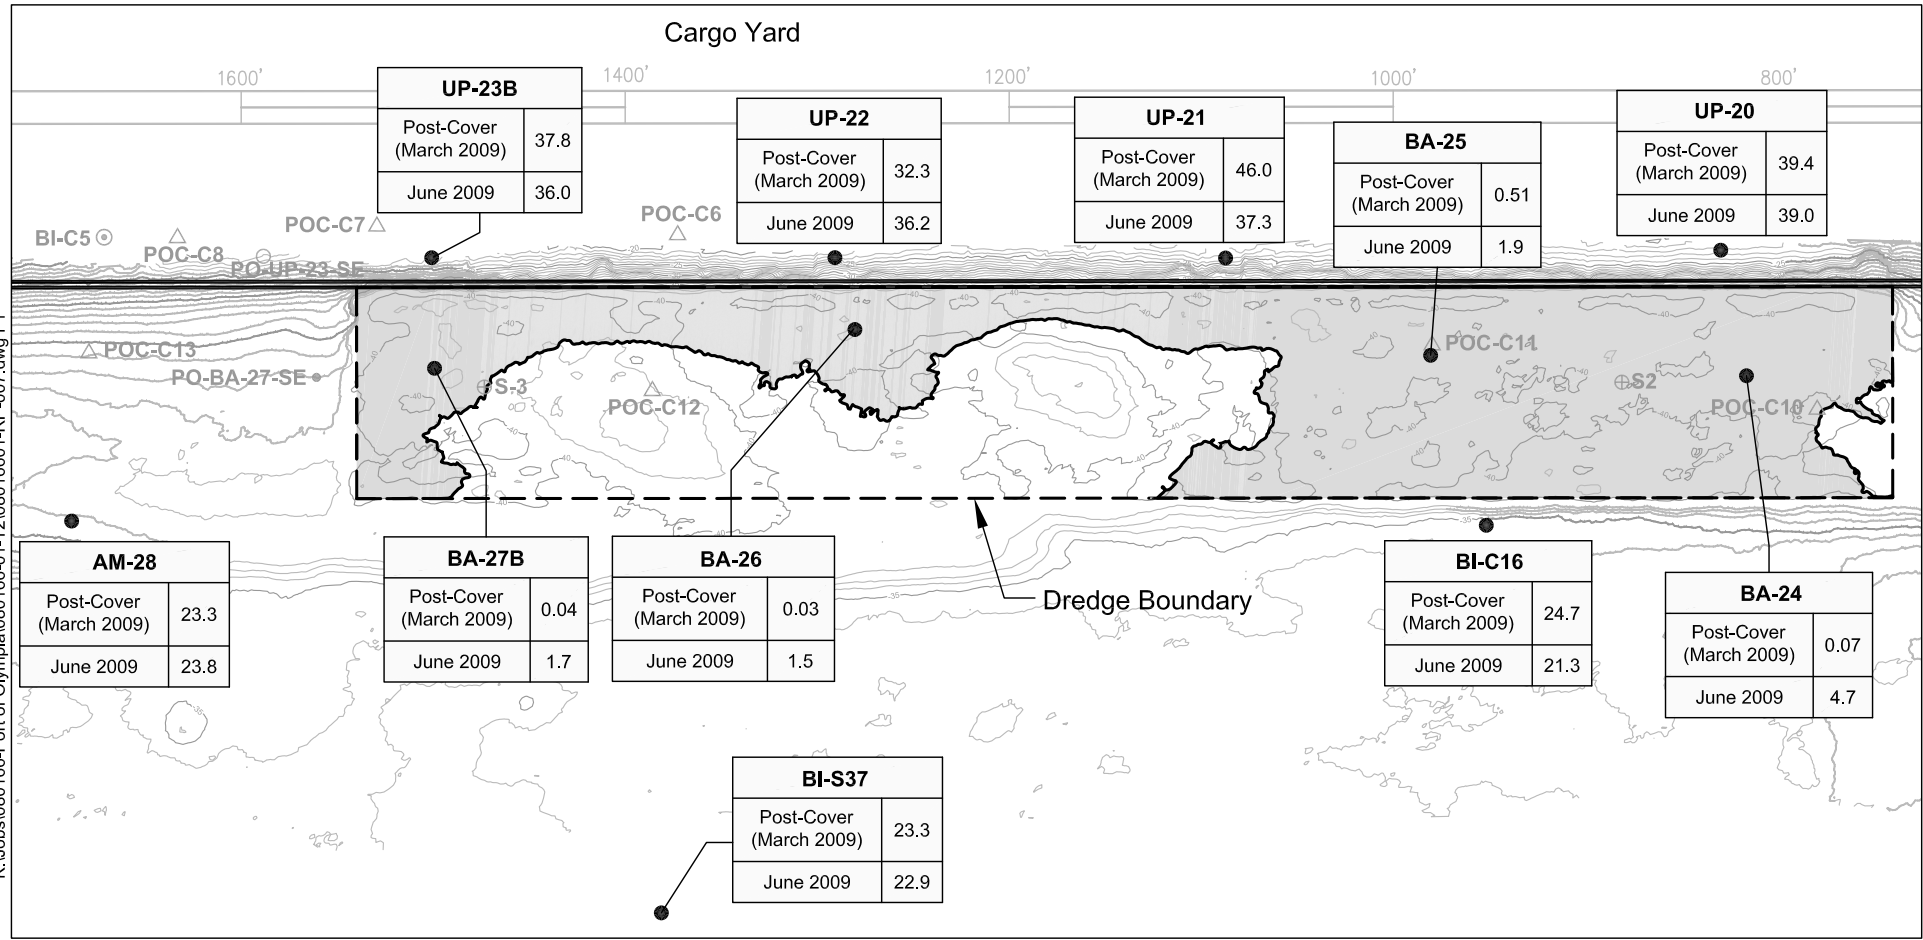 Cargo Yard
1600'
1400'
1200'
1000'
800'
UP-23B
Post-Cover
(March 2009)
37.8
June 2009
36.0
UP-22
Post-Cover
(March 2009)
32.3
June 2009
36.2
UP-21
Post-Cover
(March 2009)
46.0
June 2009
37.3
BA-25
Post-Cover
(March 2009)
0.51
June 2009
1.9
UP-20
Post-Cover
(March 2009)
39.4
June 2009
39.0
BI-C5
POC-C8
POC-C7
POC-C6
PO-UP-23-SE
POC-C13
PO-BA-27-SE
S-3
POC-C12
POC-C11
S2
POC-C10
Dredge Boundary
AM-28
Post-Cover
(March 2009)
23.3
June 2009
23.8
BA-27B
Post-Cover
(March 2009)
0.04
June 2009
1.7
BA-26
Post-Cover
(March 2009)
0.03
June 2009
1.5
BI-C16
Post-Cover
(March 2009)
24.7
June 2009
21.3
BA-24
Post-Cover
(March 2009)
0.07
June 2009
4.7
BI-S37
Post-Cover
(March 2009)
23.3
June 2009
22.9